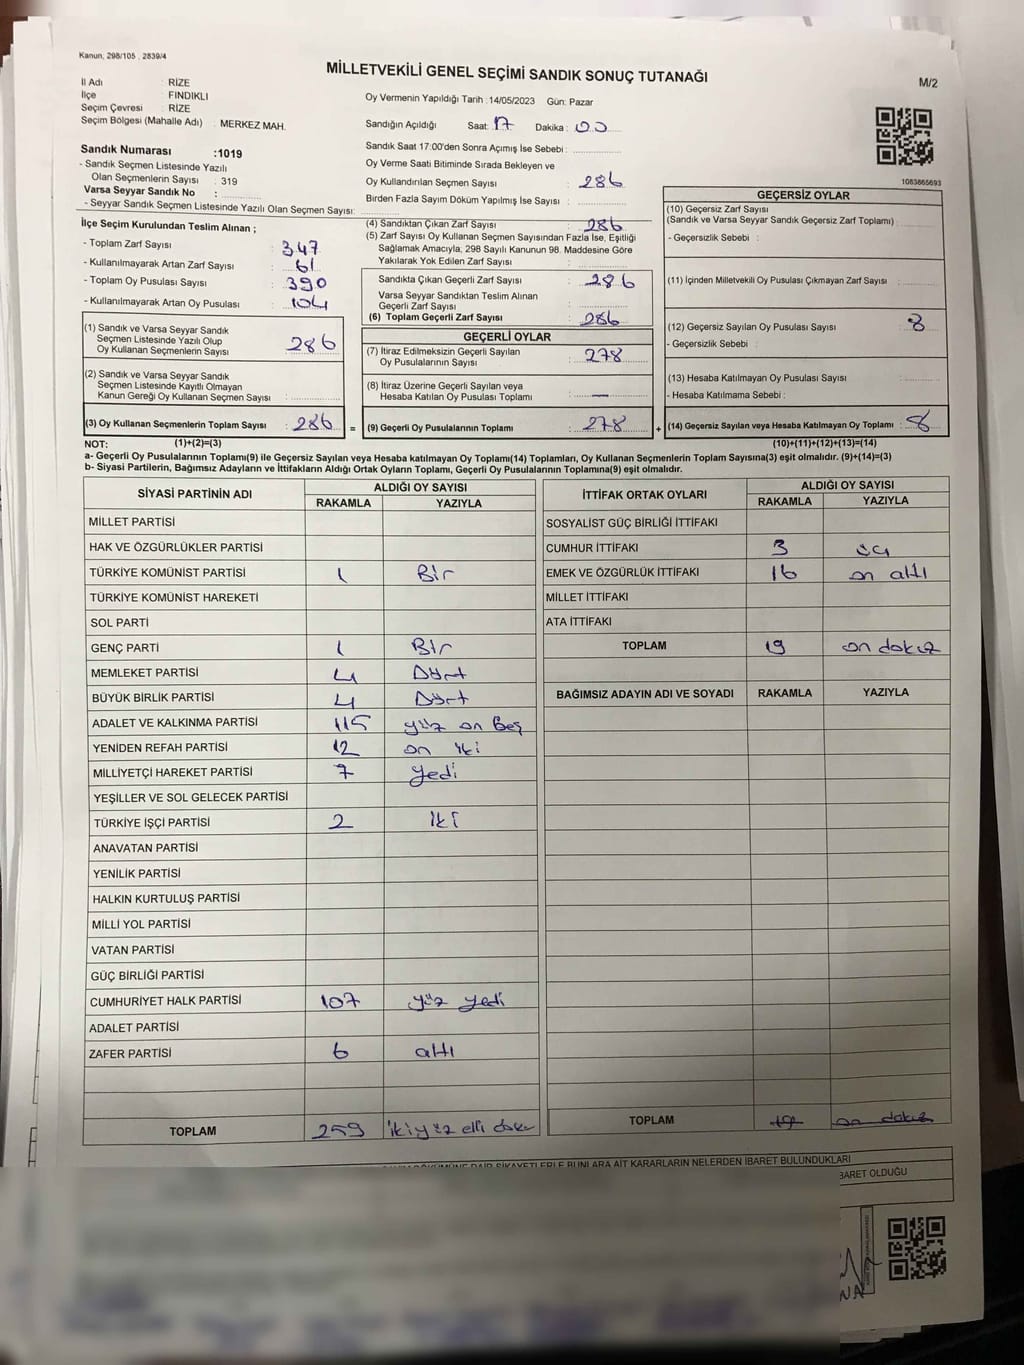 Kanun, 298/105 , 2839/4
MİLLETVEKİLİ GENEL SEÇİMİ SANDIK SONUÇ TUTANAĞI
M/2
İl Adı : RİZE
İlçe : FINDIKLI
Seçim Çevresi : RİZE
Seçim Bölgesi (Mahalle Adı) : MERKEZ MAH.
Oy Vermenin Yapıldığı Tarih : 14/05/2023 Gün: Pazar
Sandığın Açıldığı Saat: 17 Dakika : 00
Sandık Saat 17:00'den Sonra Açımış İse Sebebi :
Oy Verme Saati Bitiminde Sırada Bekleyen ve
Oy Kullandırılan Seçmen Sayısı : 286
Birden Fazla Sayım Döküm Yapılmış İse Sayısı :
Sandık Numarası :1019
- Sandık Seçmen Listesinde Yazılı
Olan Seçmenlerin Sayısı : 319
Varsa Seyyar Sandık No :
- Seyyar Sandık Seçmen Listesinde Yazılı Olan Seçmen Sayısı:
1083865693
İlçe Seçim Kurulundan Teslim Alınan ;
- Toplam Zarf Sayısı : 347
- Kullanılmayarak Artan Zarf Sayısı : 61
- Toplam Oy Pusulası Sayısı : 390
- Kullanılmayarak Artan Oy Pusulası : 104
(1) Sandık ve Varsa Seyyar Sandık
Seçmen Listesinde Yazılı Olup
Oy Kullanan Seçmenlerin Sayısı : 286
(2) Sandık ve Varsa Seyyar Sandık
Seçmen Listesinde Kayıtlı Olmayan
Kanun Gereği Oy Kullanan Seçmen Sayısı :
(3) Oy Kullanan Seçmenlerin Toplam Sayısı : 286 =
(4) Sandıktan Çıkan Zarf Sayısı : 286
(5) Zarf Sayısı Oy Kullanan Seçmen Sayısından Fazla İse, Eşitliği
Sağlamak Amacıyla, 298 Sayılı Kanunun 98. Maddesine Göre
Yakılarak Yok Edilen Zarf Sayısı :
Sandıkta Çıkan Geçerli Zarf Sayısı : 286
Varsa Seyyar Sandıktan Teslim Alınan
Geçerli Zarf Sayısı :
(6) Toplam Geçerli Zarf Sayısı : 286
GEÇERLİ OYLAR
(7) İtiraz Edilmeksizin Geçerli Sayılan
Oy Pusulalarının Sayısı : 278
(8) İtiraz Üzerine Geçerli Sayılan veya
Hesaba Katılan Oy Pusulası Toplamı : —
(9) Geçerli Oy Pusulalarının Toplamı : 278 +
GEÇERSİZ OYLAR
(10) Geçersiz Zarf Sayısı
(Sandık ve Varsa Seyyar Sandık Geçersiz Zarf Toplamı) :
- Geçersizlik Sebebi :
(11) İçinden Milletvekili Oy Pusulası Çıkmayan Zarf Sayısı :
(12) Geçersiz Sayılan Oy Pusulası Sayısı : 8
- Geçersizlik Sebebi :
(13) Hesaba Katılmayan Oy Pusulası Sayısı :
- Hesaba Katılmama Sebebi :
(14) Geçersiz Sayılan veya Hesaba Katılmayan Oy Toplamı : 8
NOT: (1)+(2)=(3) (10)+(11)+(12)+(13)=(14)
a- Geçerli Oy Pusulalarının Toplamı(9) ile Geçersiz Sayılan veya Hesaba katılmayan Oy Toplamı(14) Toplamları, Oy Kullanan Seçmenlerin Toplam Sayısına(3) eşit olmalıdır. (9)+(14)=(3)
b- Siyasi Partilerin, Bağımsız Adayların ve İttifakların Aldığı Ortak Oyların Toplamı, Geçerli Oy Pusulalarının Toplamına(9) eşit olmalıdır.
SİYASİ PARTİNİN ADI ALDIĞI OY SAYISI
RAKAMLA YAZIYLA
MİLLET PARTİSİ
HAK VE ÖZGÜRLÜKLER PARTİSİ
TÜRKİYE KOMÜNİST PARTİSİ 1 Bir
TÜRKİYE KOMÜNİST HAREKETİ
SOL PARTİ
GENÇ PARTİ 1 Bir
MEMLEKET PARTİSİ 4 Dört
BÜYÜK BİRLİK PARTİSİ 4 Dört
ADALET VE KALKINMA PARTİSİ 115 yüz on Beş
YENİDEN REFAH PARTİSİ 12 on iki
MİLLİYETÇİ HAREKET PARTİSİ 7 yedi
YEŞİLLER VE SOL GELECEK PARTİSİ
TÜRKİYE İŞÇİ PARTİSİ 2 İki
ANAVATAN PARTİSİ
YENİLİK PARTİSİ
HALKIN KURTULUŞ PARTİSİ
MİLLİ YOL PARTİSİ
VATAN PARTİSİ
GÜÇ BİRLİĞİ PARTİSİ
CUMHURİYET HALK PARTİSİ 107 yüz yedi
ADALET PARTİSİ
ZAFER PARTİSİ 6 altı
TOPLAM 259 ikiyüz elli dokuz
İTTİFAK ORTAK OYLARI ALDIĞI OY SAYISI
RAKAMLA YAZIYLA
SOSYALİST GÜÇ BİRLİĞİ İTTİFAKI
CUMHUR İTTİFAKI 3 üç
EMEK VE ÖZGÜRLÜK İTTİFAKI 16 on altı
MİLLET İTTİFAKI
ATA İTTİFAKI
TOPLAM 19 on dokuz
BAĞIMSIZ ADAYIN ADI VE SOYADI RAKAMLA YAZIYLA
TOPLAM 19 on dokuz
ŞİKAYETLERLE BUNLARA AİT KARARLARIN NELERDEN İBARET BULUNDUKLARI
BARET OLDUĞU